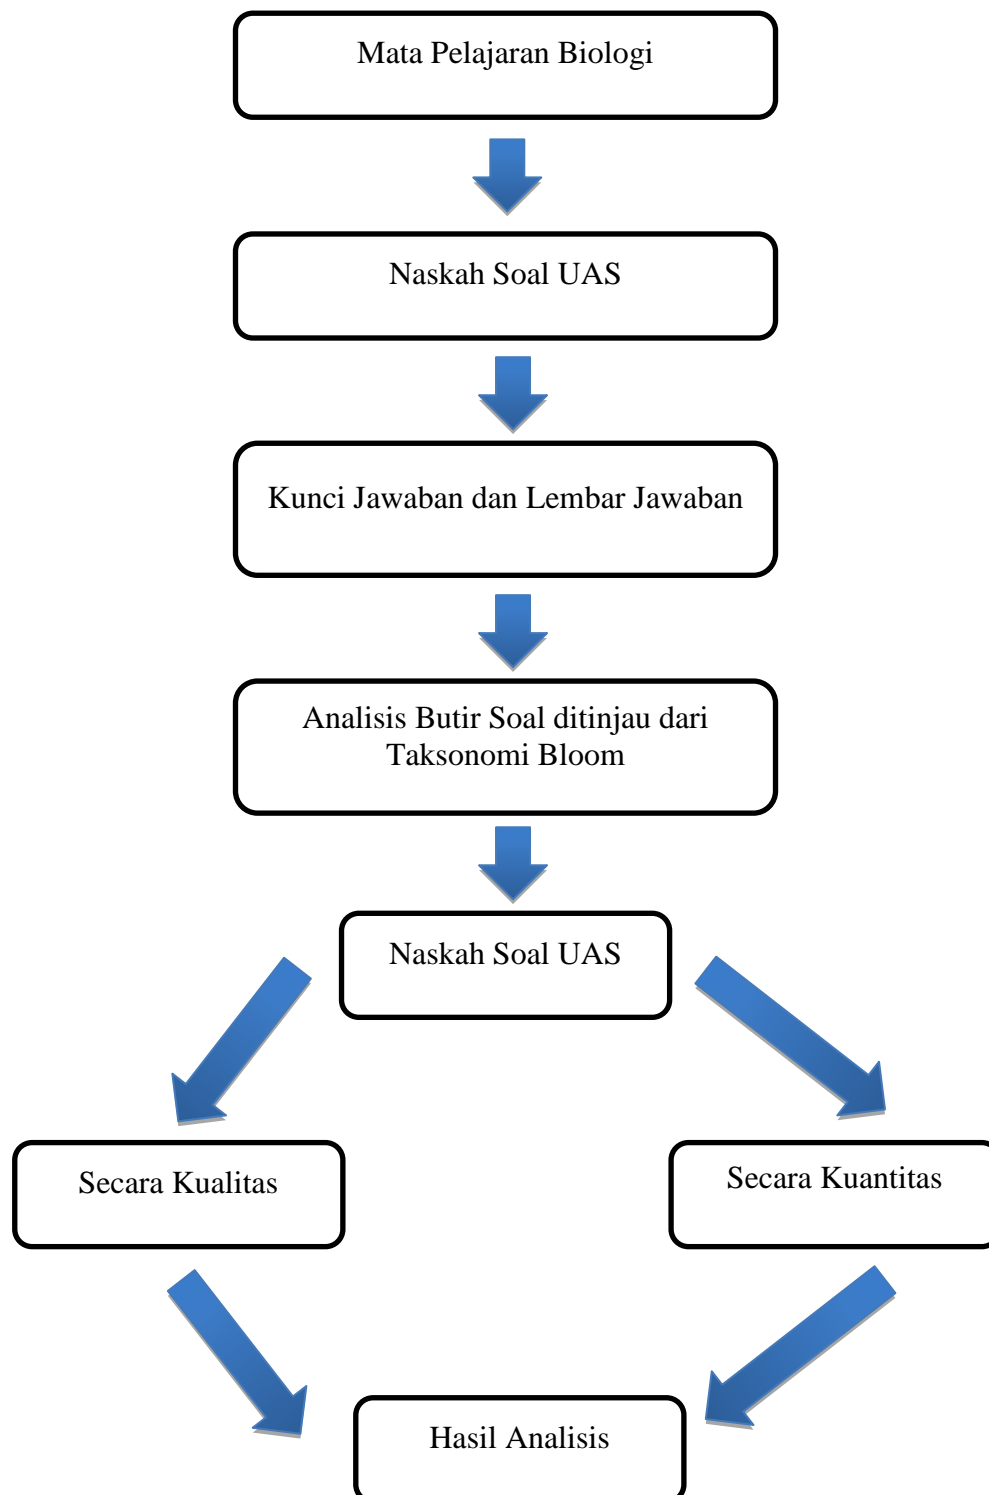 Mata Pelajaran Biologi
Naskah Soal UAS
Kunci Jawaban dan Lembar Jawaban
Analisis Butir Soal ditinjau dari
Taksonomi Bloom
Naskah Soal UAS
Secara Kualitas
Secara Kuantitas
Hasil Analisis